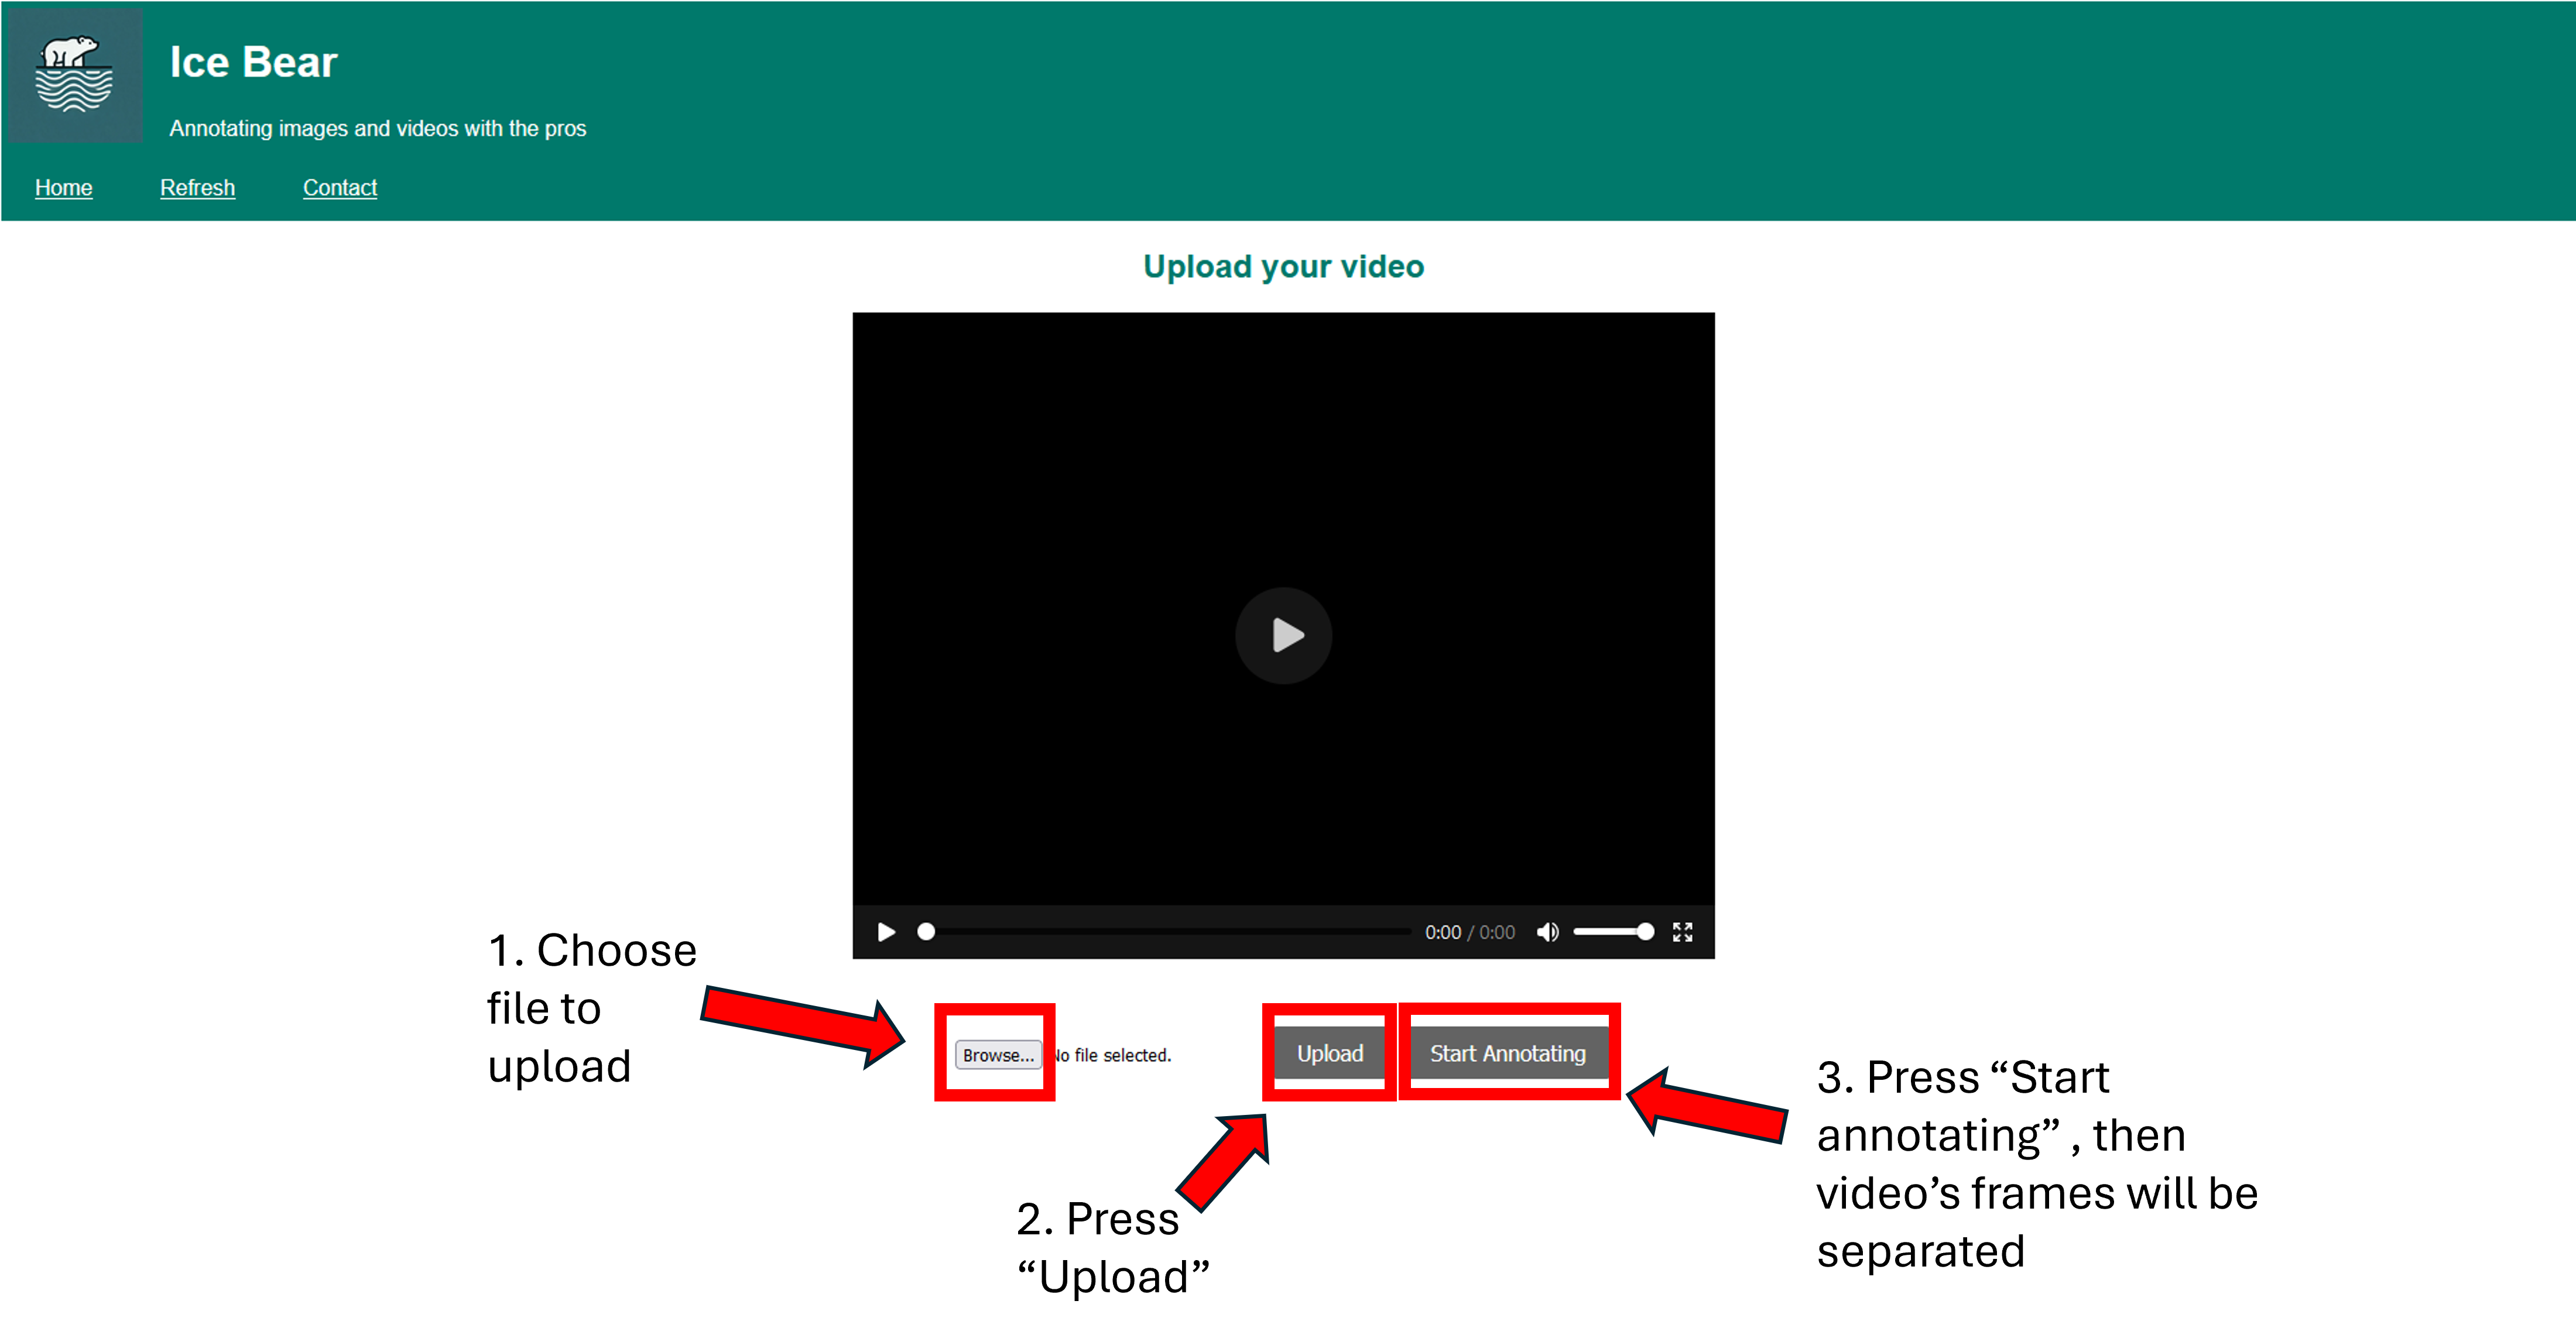 Ice Bear
Annotating images and videos with the pros
Home Refresh Contact
Upload your video
0:00 / 0:00
1. Choose
file to
upload
Browse... No file selected.
Upload
Start Annotating
2. Press
“Upload”
3. Press “Start
annotating” , then
video’s frames will be
separated